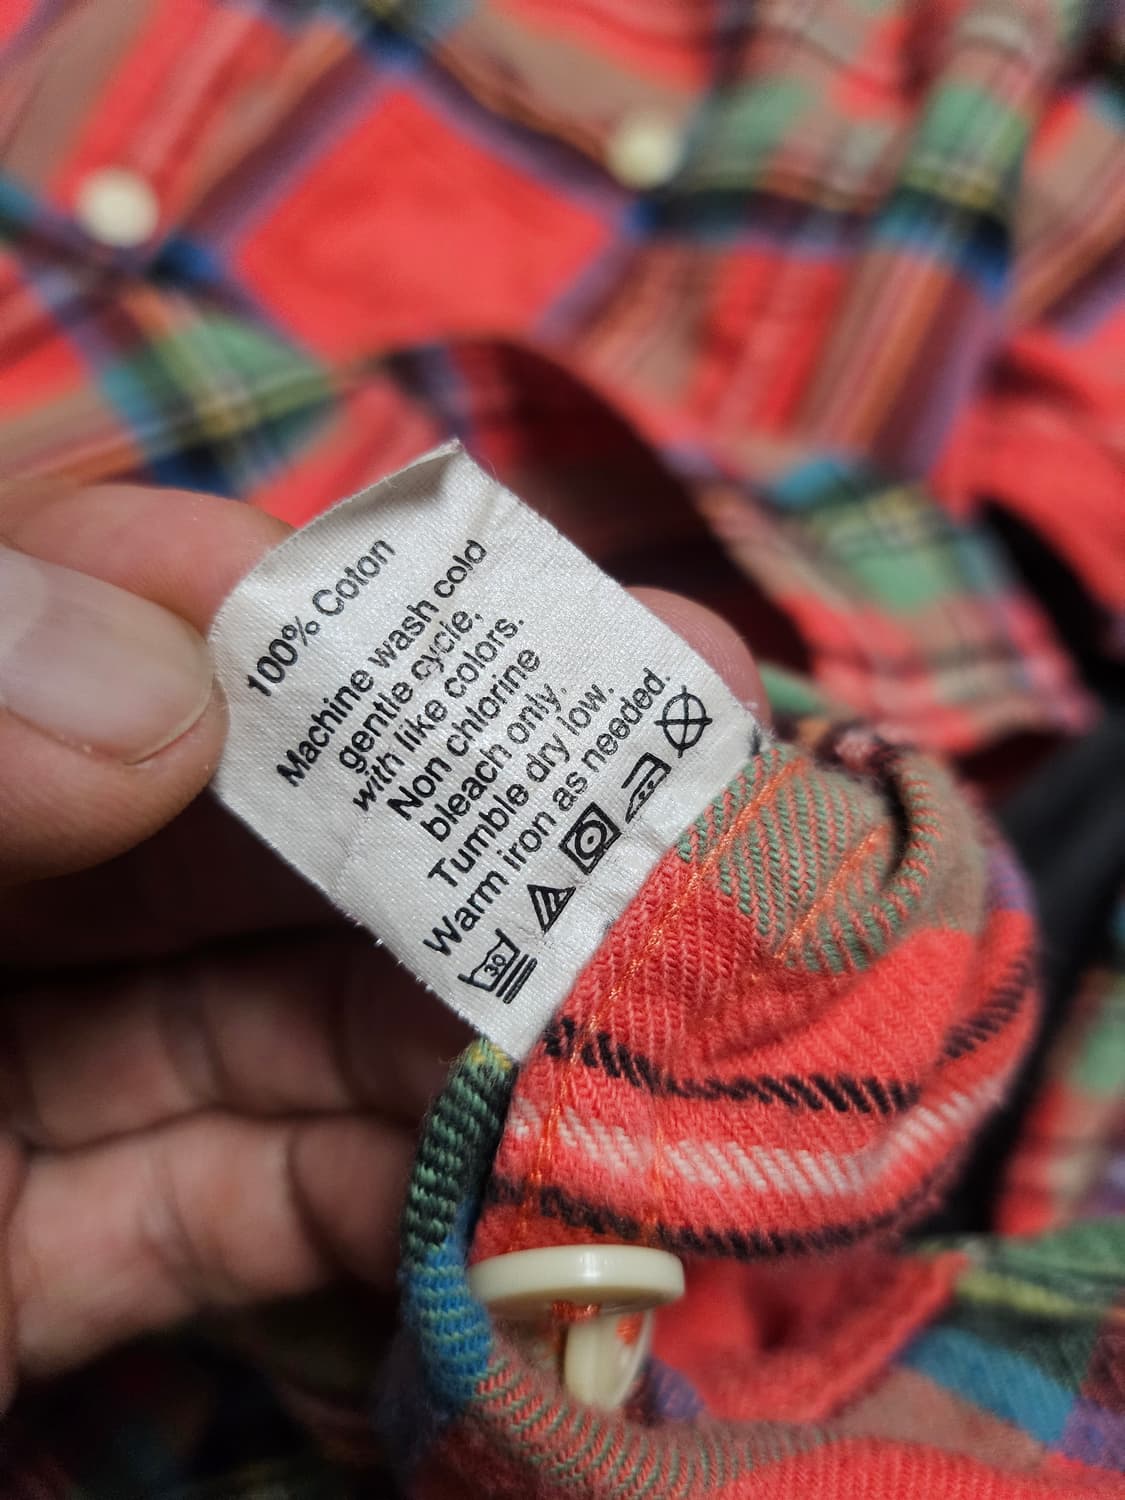 100% Coton
Machine wash cold
gentle cycle,
with like colors.
Non chlorine
bleach only.
Tumble dry low.
Warm iron as needed.
30